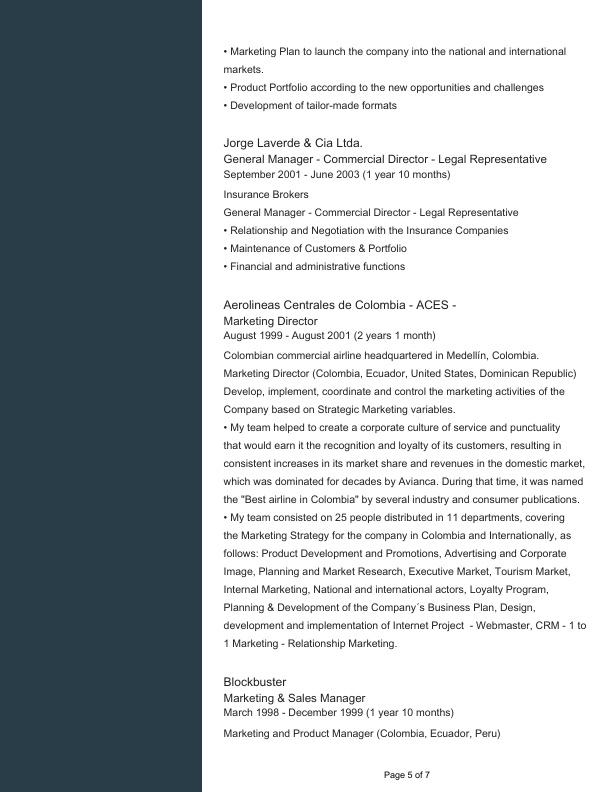 • Marketing Plan to launch the company into the national and international
markets.
• Product Portfolio according to the new opportunities and challenges
• Development of tailor-made formats
Jorge Laverde & Cia Ltda.
General Manager - Commercial Director - Legal Representative
September 2001 - June 2003 (1 year 10 months)
Insurance Brokers
General Manager - Commercial Director - Legal Representative
• Relationship and Negotiation with the Insurance Companies
• Maintenance of Customers & Portfolio
• Financial and administrative functions
Aerolineas Centrales de Colombia - ACES -
Marketing Director
August 1999 - August 2001 (2 years 1 month)
Colombian commercial airline headquartered in Medellín, Colombia.
Marketing Director (Colombia, Ecuador, United States, Dominican Republic)
Develop, implement, coordinate and control the marketing activities of the
Company based on Strategic Marketing variables.
• My team helped to create a corporate culture of service and punctuality
that would earn it the recognition and loyalty of its customers, resulting in
consistent increases in its market share and revenues in the domestic market,
which was dominated for decades by Avianca. During that time, it was named
the "Best airline in Colombia" by several industry and consumer publications.
• My team consisted on 25 people distributed in 11 departments, covering
the Marketing Strategy for the company in Colombia and Internationally, as
follows: Product Development and Promotions, Advertising and Corporate
Image, Planning and Market Research, Executive Market, Tourism Market,
Internal Marketing, National and international actors, Loyalty Program,
Planning & Development of the Company´s Business Plan, Design,
development and implementation of Internet Project  - Webmaster, CRM - 1 to
1 Marketing - Relationship Marketing.
Blockbuster
Marketing & Sales Manager
March 1998 - December 1999 (1 year 10 months)
Marketing and Product Manager (Colombia, Ecuador, Peru)
Page 5 of 7